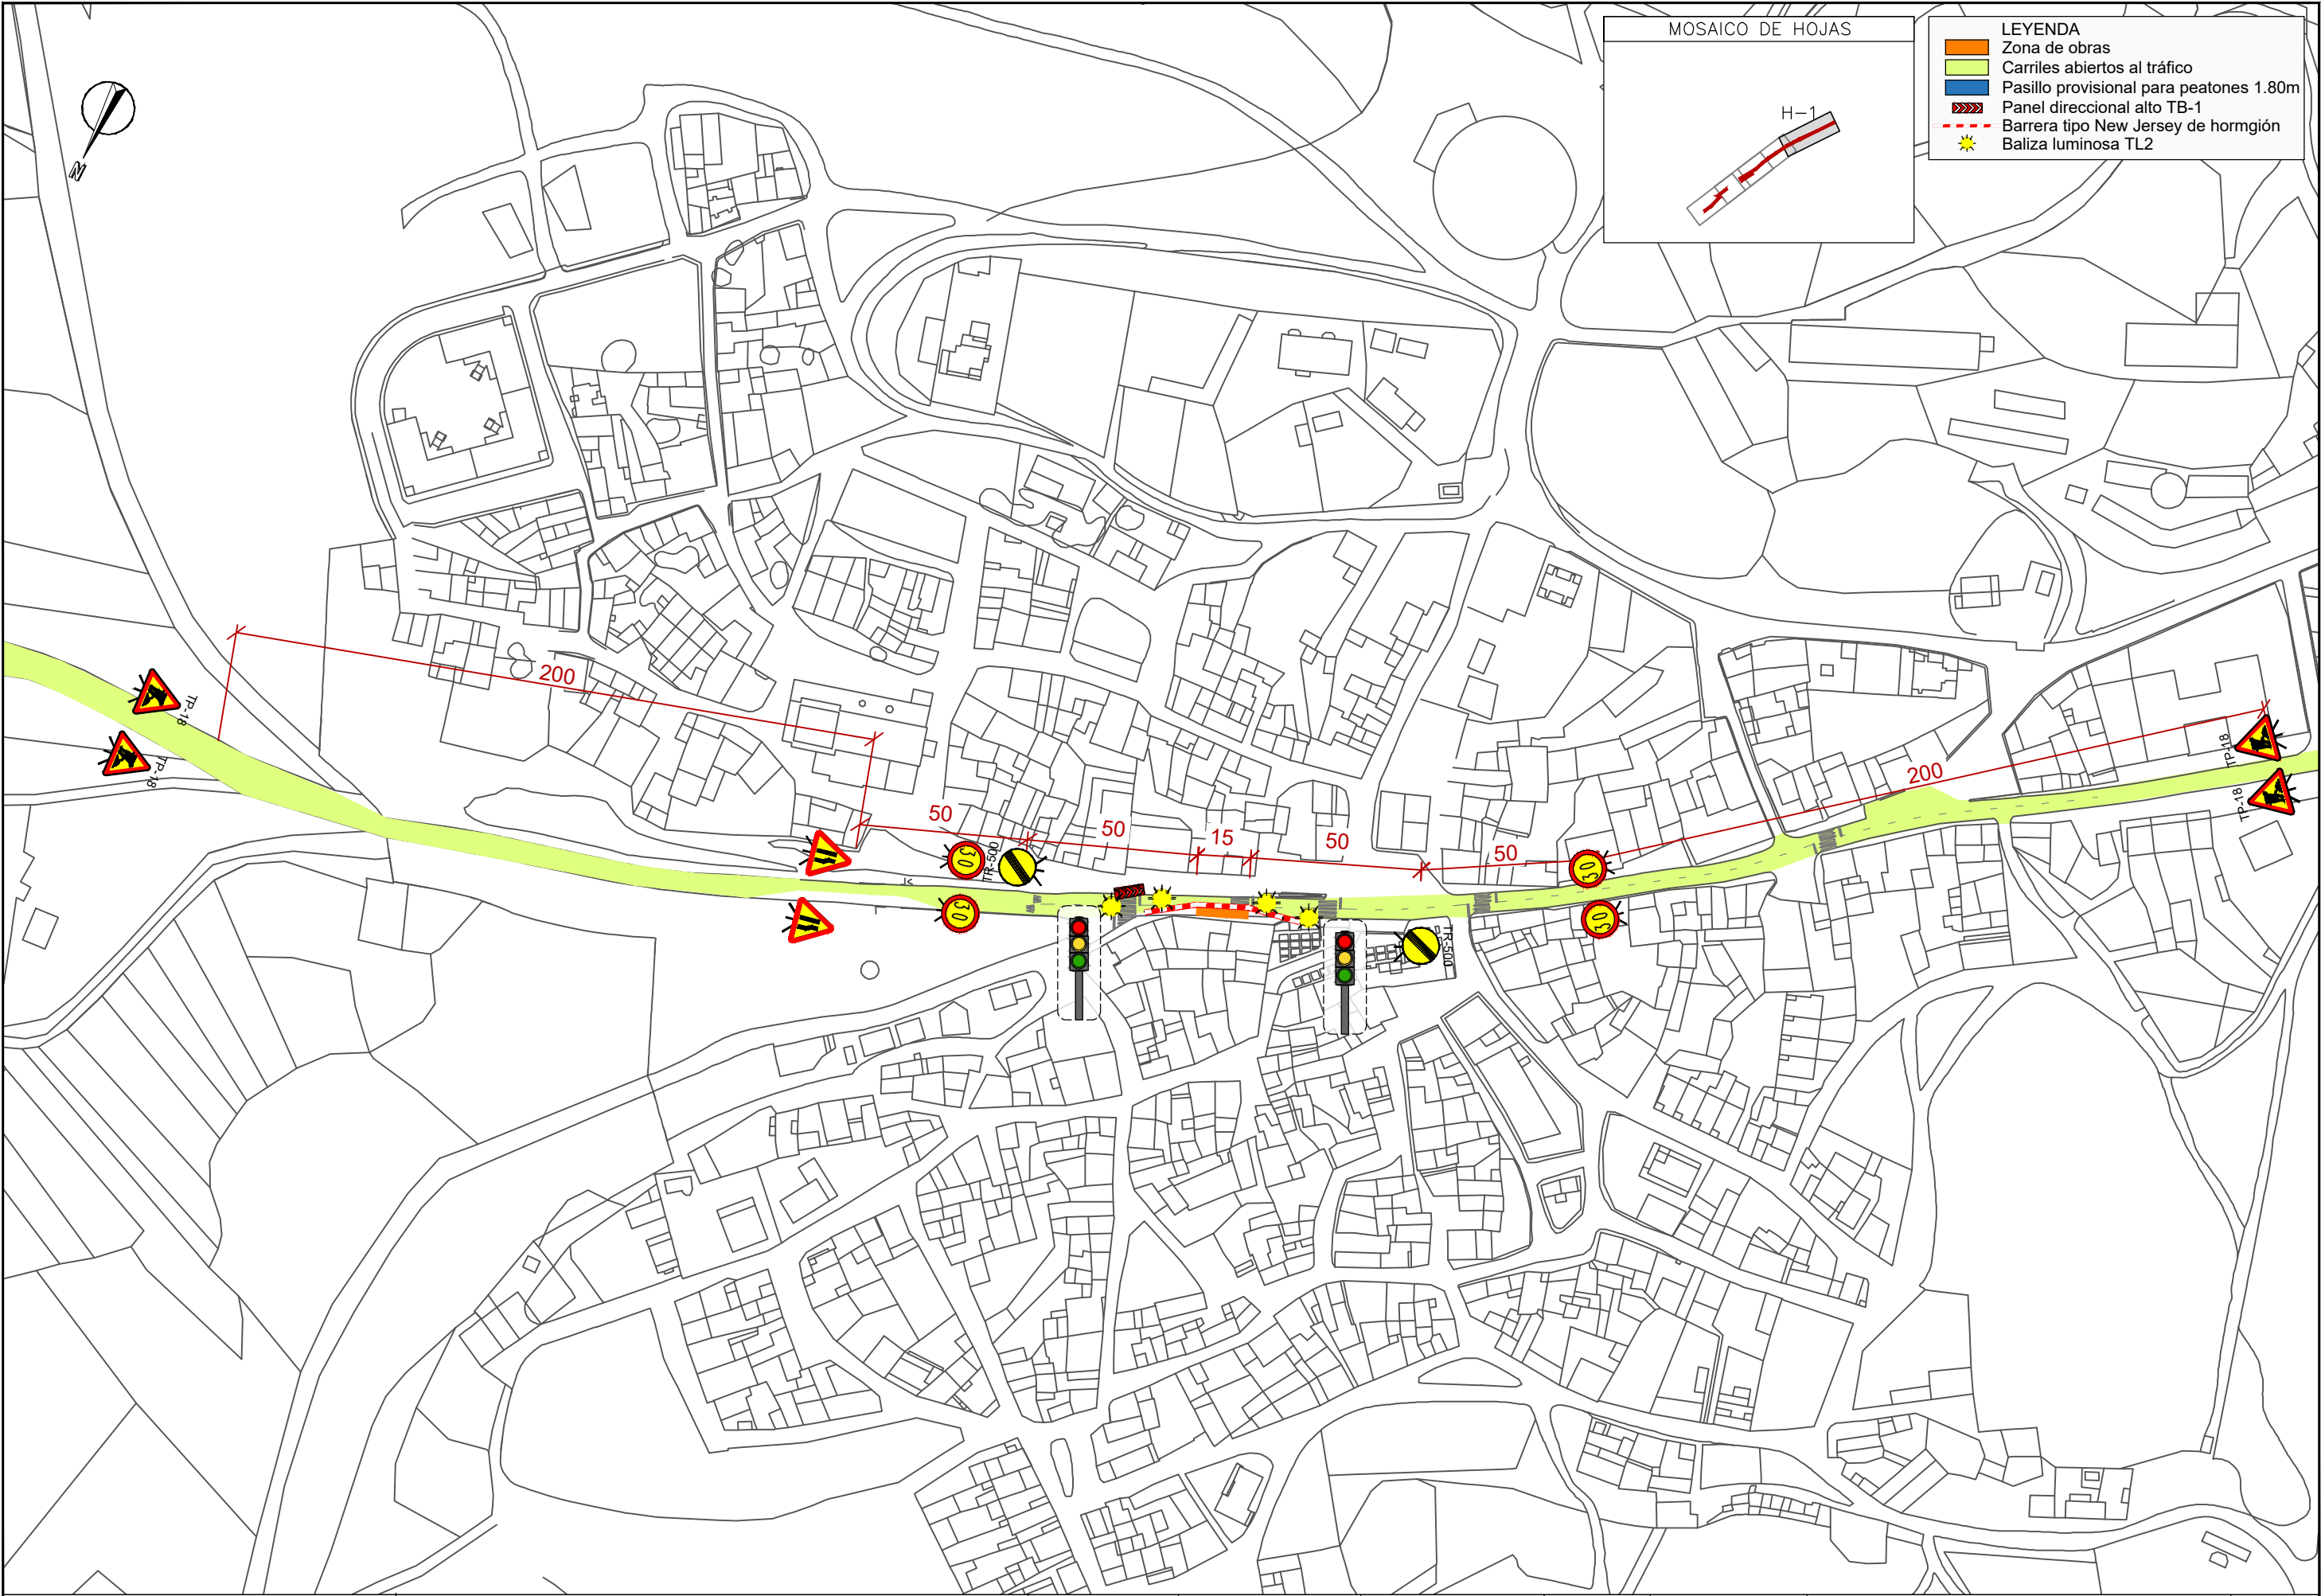 MOSAICO DE HOJAS
H-1
LEYENDA
Zona de obras
Carriles abiertos al tráfico
Pasillo provisional para peatones 1.80m
Panel direccional alto TB-1
Barrera tipo New Jersey de hormgión
Baliza luminosa TL2
N
200
TP-18
TP-18
50
50
15
50
50
200
TP-18
TP-18
30
TR-500
30
30
30
TR-500